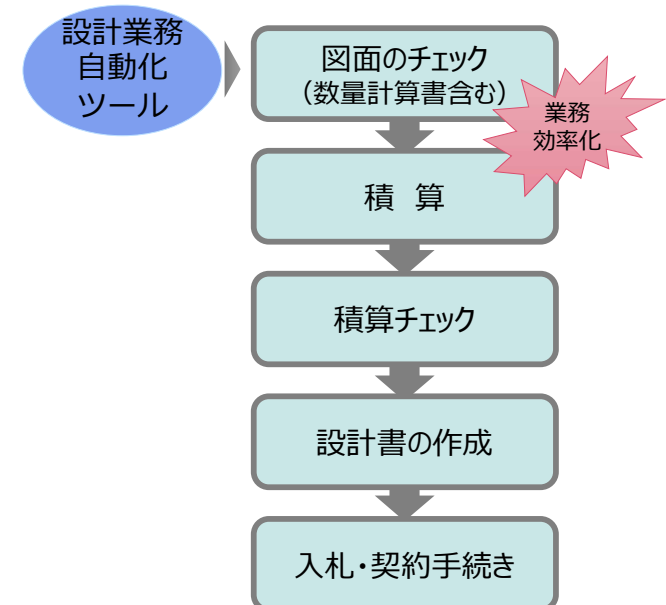 設計業務
自動化
ツール
図面のチェック
（数量計算書含む）
業務
効率化
積 算
積算チェック
設計書の作成
入札・契約手続き